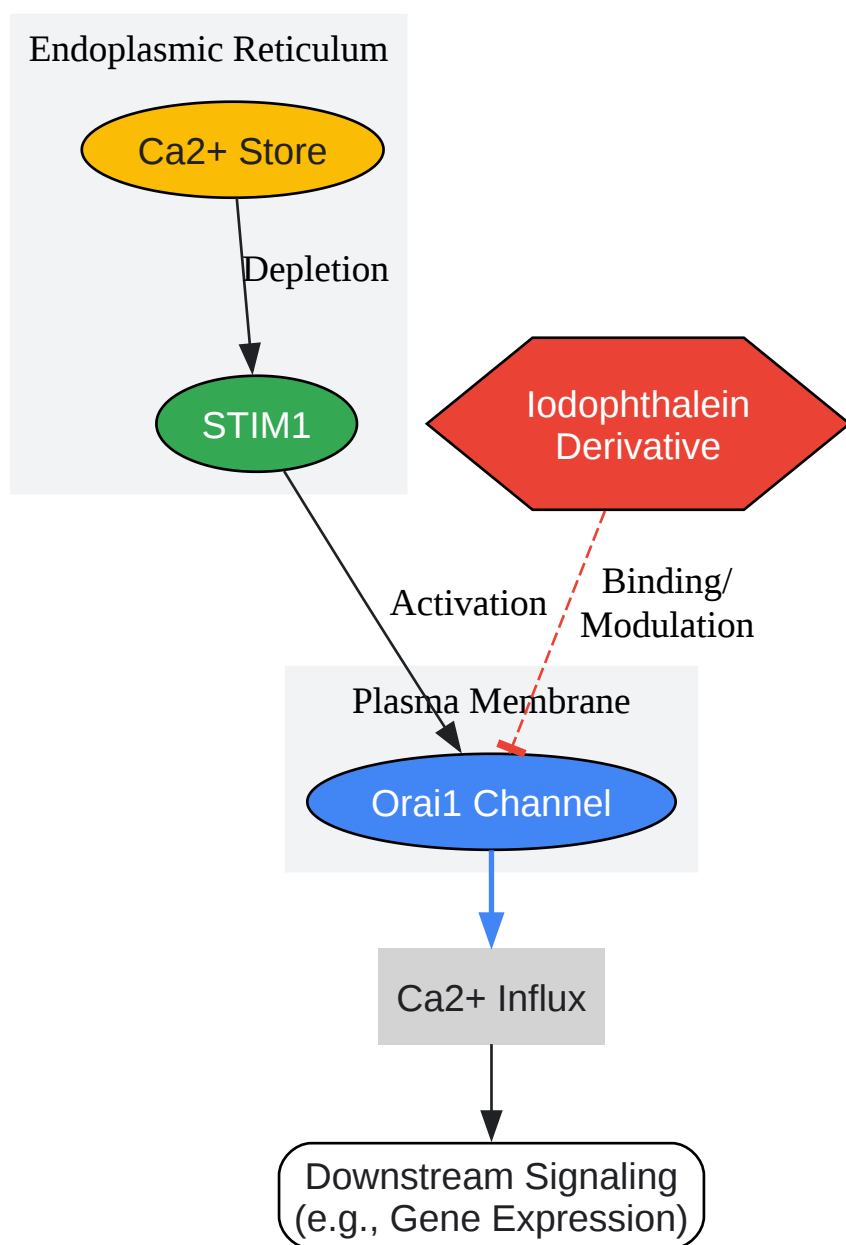 Endoplasmic Reticulum
Ca2+ Store
Depletion
STIM1
Iodophthalein
Derivative
Activation
Binding/
Modulation
Plasma Membrane
Orai1 Channel
Ca2+ Influx
Downstream Signaling
(e.g., Gene Expression)